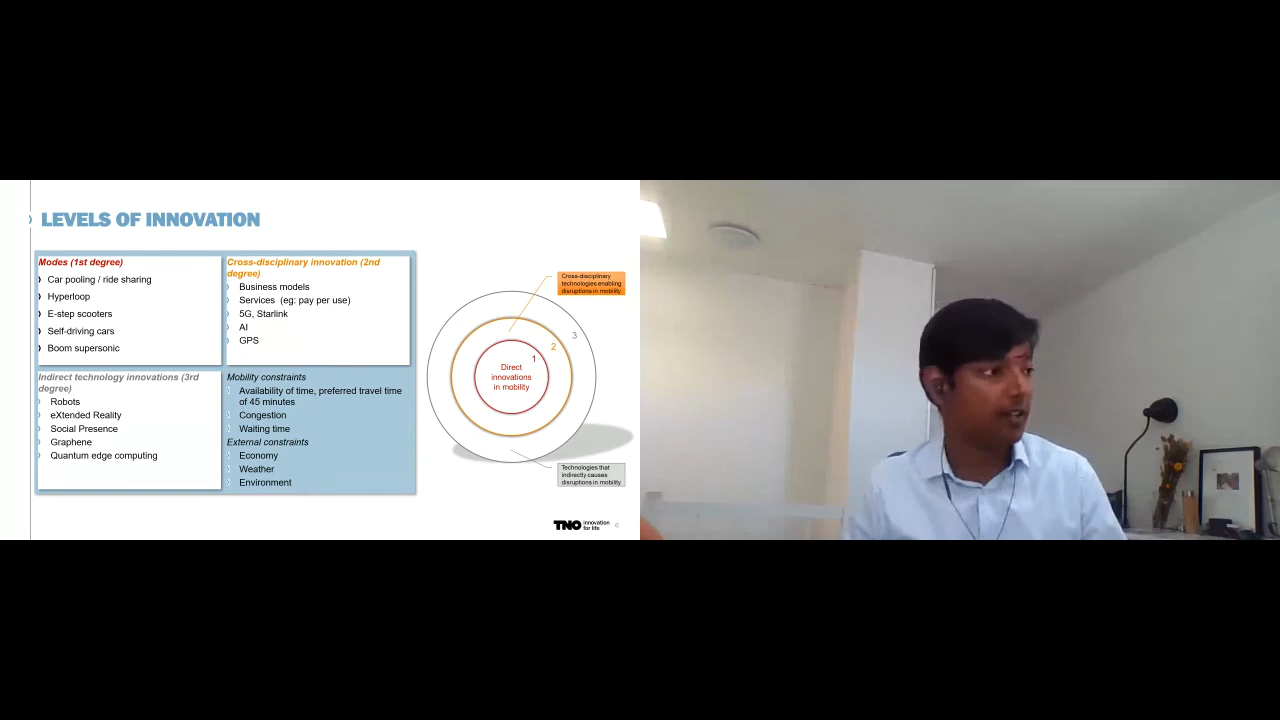 LEVELS OF INNOVATION
Modes (1st degree)
Car pooling / ride sharing
Hyperloop
E-step scooters
Self-driving cars
Boom supersonic
Cross-disciplinary innovation (2nd
degree)
Business models
Services (eg: pay per use)
5G, Starlink
AI
GPS
Indirect technology innovations (3rd
degree)
Robots
eXtended Reality
Social Presence
Graphene
Quantum edge computing
Mobility constraints
Availability of time, preferred travel time
of 45 minutes
Congestion
Waiting time
External constraints
Economy
Weather
Environment
Cross-disciplinary
technologies enabling
disruptions in mobility
3
2
1
Direct
innovations
in mobility
Technologies that
indirectly causes
disruptions in mobility
TNO innovation
for life
6